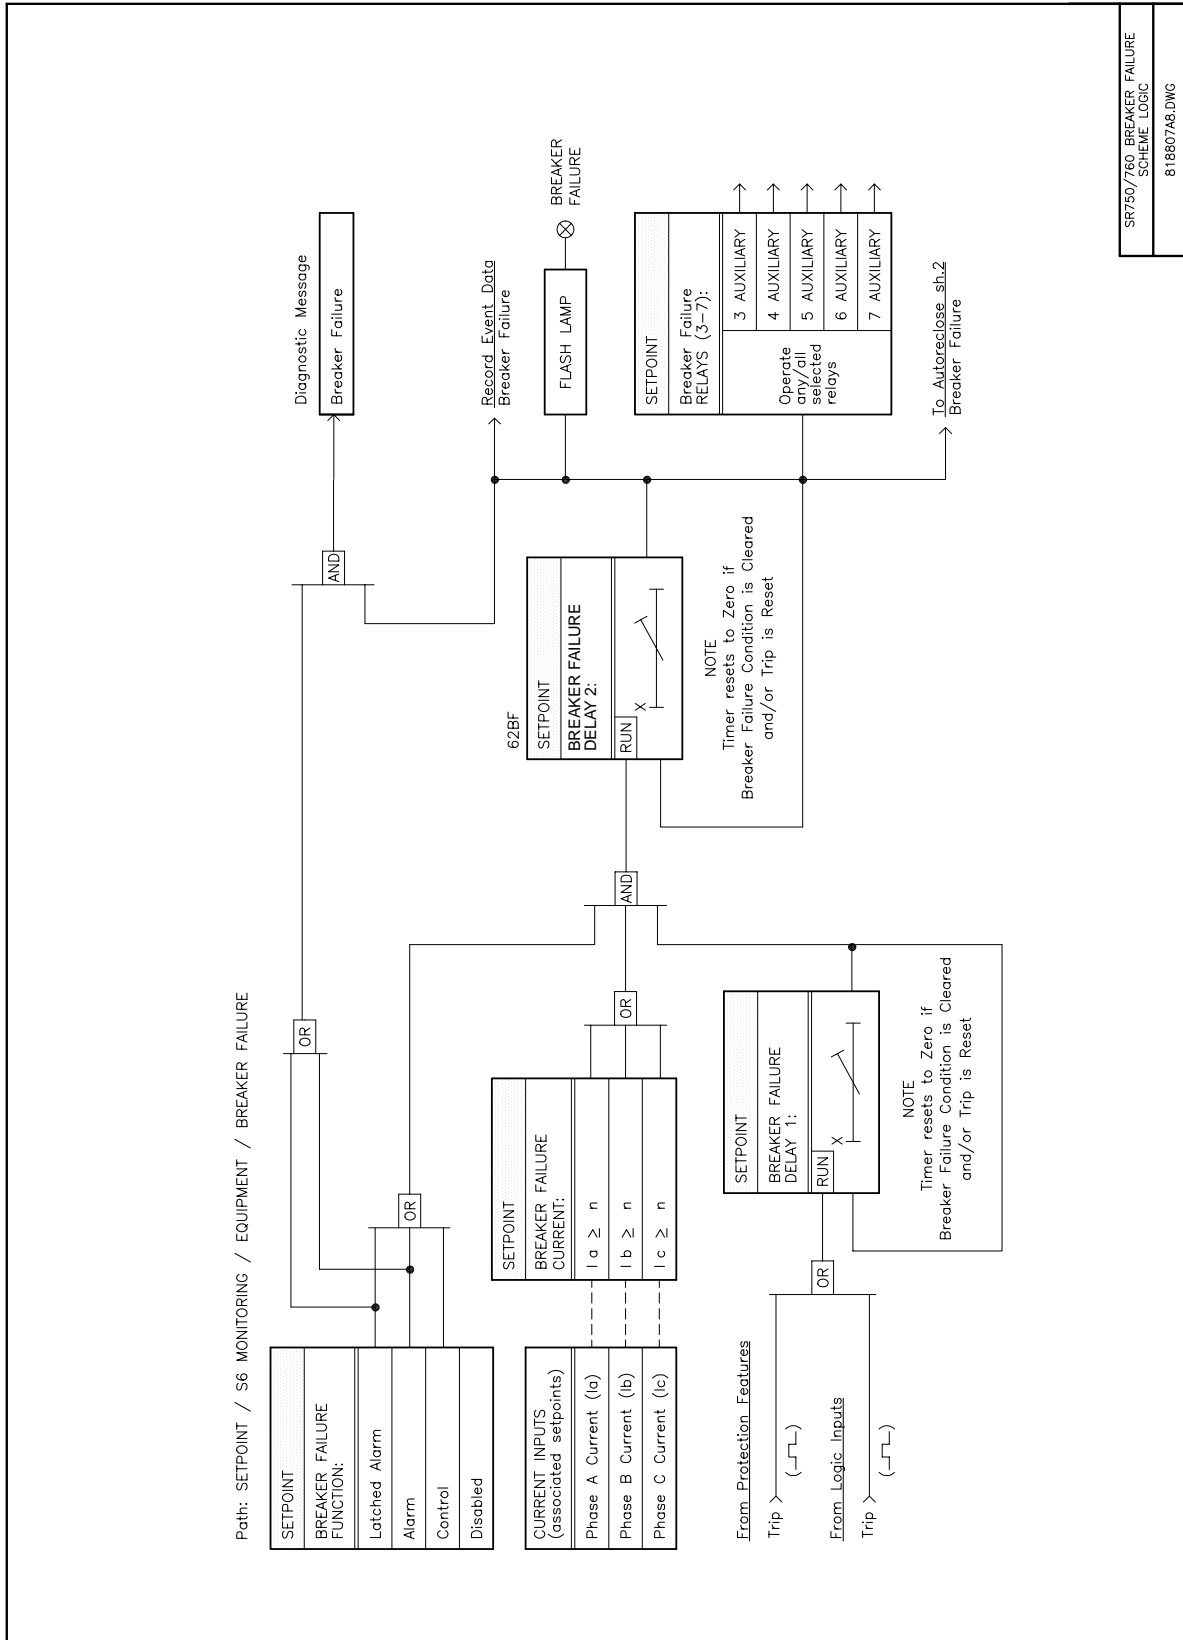 Path: SETPOINT / S6 MONITORING / EQUIPMENT / BREAKER FAILURE
SETPOINT
BREAKER FAILURE
FUNCTION:
Latched Alarm
Alarm
Control
Disabled
OR
OR
AND
Diagnostic Message
Breaker Failure
CURRENT INPUTS
(associated setpoints)
Phase A Current (Ia)
Phase B Current (Ib)
Phase C Current (Ic)
SETPOINT
BREAKER FAILURE
CURRENT:
I a ≥ n
I b ≥ n
I c ≥ n
OR
AND
62BF
SETPOINT
BREAKER FAILURE
DELAY 2:
RUN
X
NOTE
Timer resets to Zero if
Breaker Failure Condition is Cleared
and/or Trip is Reset
Record Event Data
Breaker Failure
FLASH LAMP
BREAKER
FAILURE
SETPOINT
Breaker Failure
RELAYS (3-7):
Operate
any/all
selected
relays
3 AUXILIARY
4 AUXILIARY
5 AUXILIARY
6 AUXILIARY
7 AUXILIARY
To Autoreclose sh.2
Breaker Failure
From Protection Features
Trip
From Logic Inputs
Trip
OR
SETPOINT
BREAKER FAILURE
DELAY 1:
RUN
X
NOTE
Timer resets to Zero if
Breaker Failure Condition is Cleared
and/or Trip is Reset
SR750/760 BREAKER FAILURE
SCHEME LOGIC
818807A8.DWG